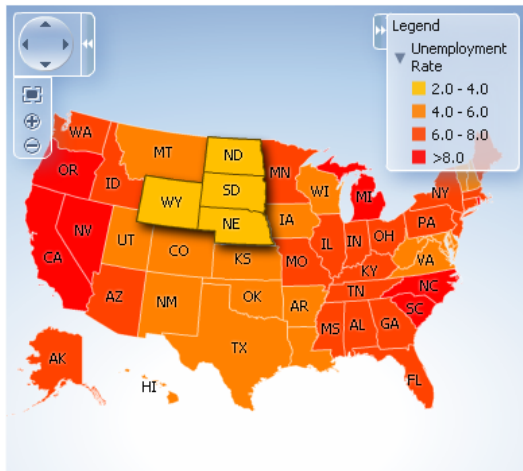 Legend
Unemployment
Rate
2.0 - 4.0
4.0 - 6.0
6.0 - 8.0
>8.0
WA
MT
ND
MN
OR
ID
SD
WI
MI
NY
WY
NE
IA
PA
NV
UT
CO
KS
IL
IN
OH
CA
MO
KY
VA
AZ
NM
OK
AR
TN
NC
SC
MS
AL
GA
TX
AK
HI
FL